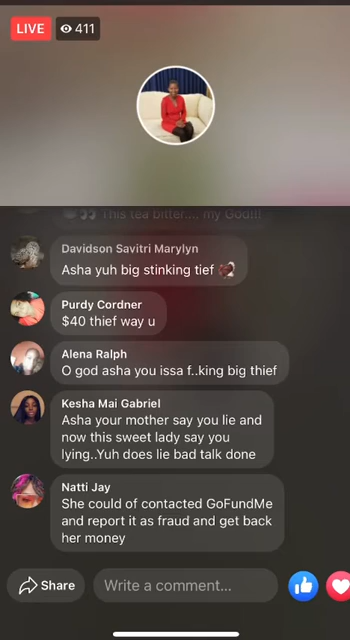 LIVE 411
This tea bitter.... my God!!!
Davidson Savitri Marylyn
Asha yuh big stinking tief
Purdy Cordner
$40 thief way u
Alena Ralph
O god asha you issa f..king big thief
Kesha Mai Gabriel
Asha your mother say you lie and
now this sweet lady say you
lying..Yuh does lie bad talk done
Natti Jay
She could of contacted GoFundMe
and report it as fraud and get back
her money
Share Write a comment...